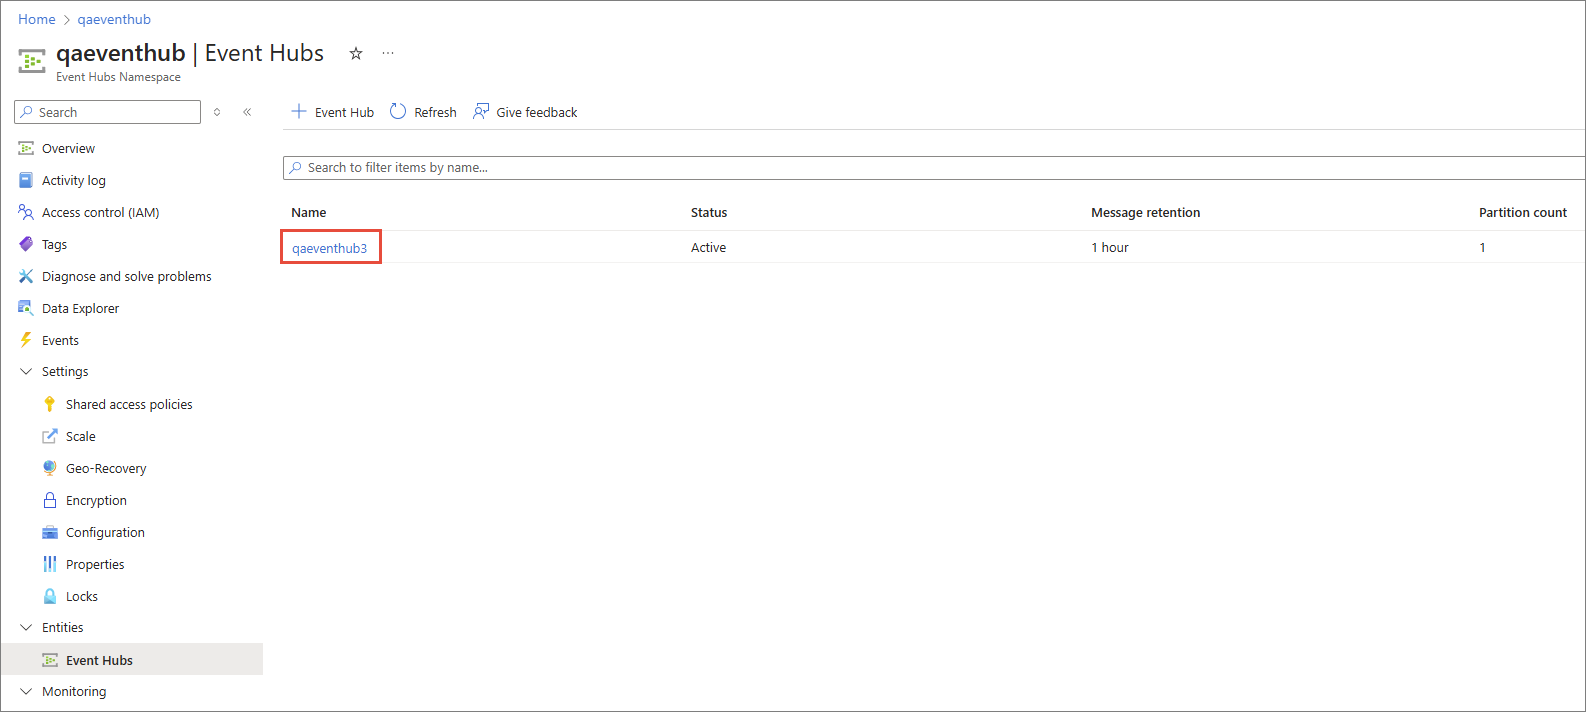 Home > qaeventhub
qaeventhub | Event Hubs ☆ ···
Event Hubs Namespace
Search
Overview
Activity log
Access control (IAM)
Tags
Diagnose and solve problems
Data Explorer
Events
Settings
Shared access policies
Scale
Geo-Recovery
Encryption
Configuration
Properties
Locks
Entities
Event Hubs
Monitoring
Event Hub Refresh Give feedback
Search to filter items by name...
Name Status Message retention Partition count
qaeventhub3 Active 1 hour 1